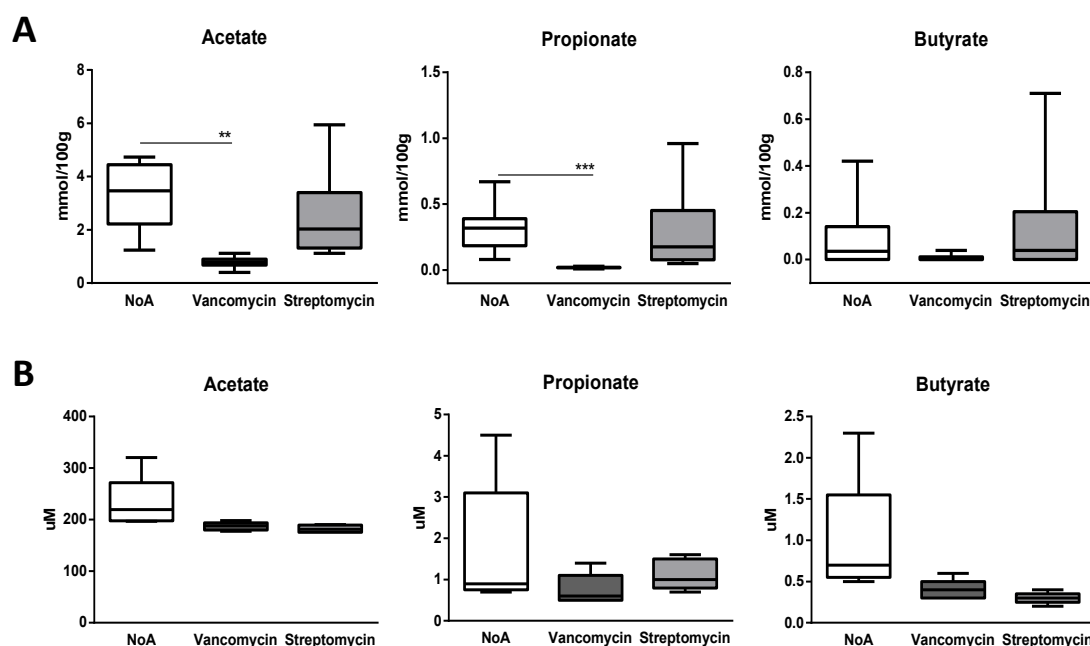 A
Acetate
Propionate
Butyrate
mmol/100g
8
6
4
2
0
**
NoA Vancomycin Streptomycin
mmol/100g
1.5
1.0
0.5
0.0
***
NoA Vancomycin Streptomycin
mmol/100g
0.8
0.6
0.4
0.2
0.0
NoA Vancomycin Streptomycin
B
Acetate
Propionate
Butyrate
uM
400
300
200
100
0
NoA Vancomycin Streptomycin
uM
5
4
3
2
1
0
NoA Vancomycin Streptomycin
uM
2.5
2.0
1.5
1.0
0.5
0.0
NoA Vancomycin Streptomycin